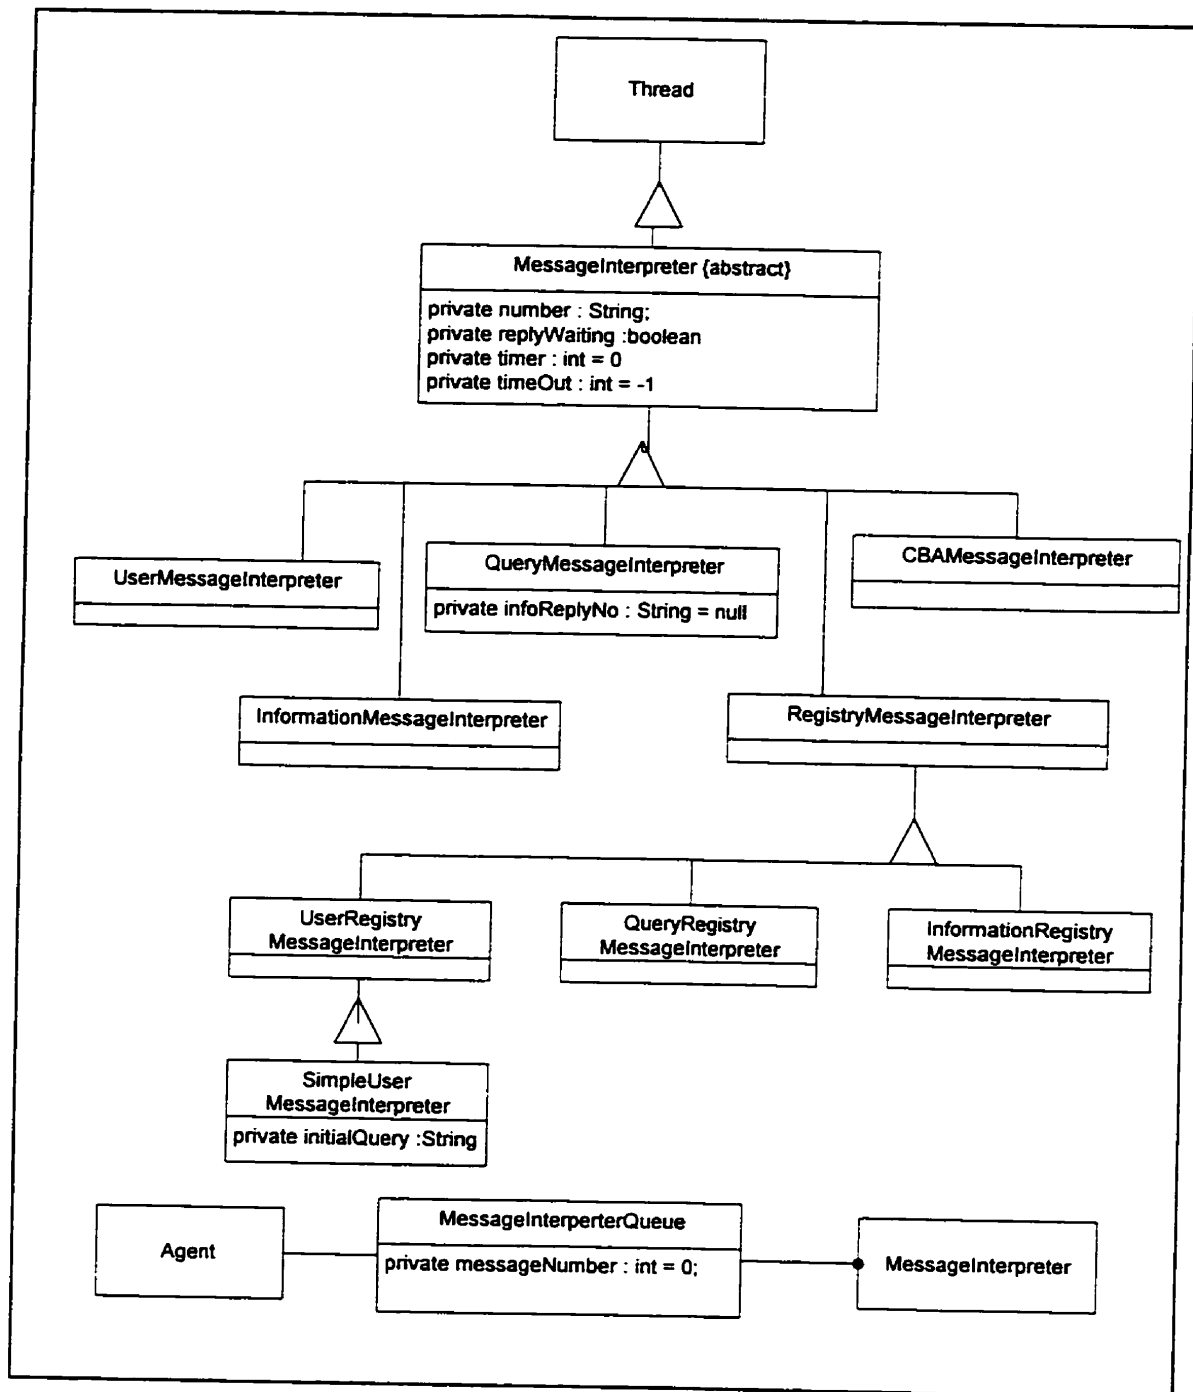 Thread
MessageInterpreter {abstract}
private number : String;
private replyWaiting :boolean
private timer : int = 0
private timeOut : int = -1
UserMessageInterpreter
QueryMessageInterpreter
private infoReplyNo : String = null
CBAMessageInterpreter
InformationMessageInterpreter
RegistryMessageInterpreter
UserRegistry
MessageInterpreter
QueryRegistry
MessageInterpreter
InformationRegistry
MessageInterpreter
SimpleUser
MessageInterpreter
private initialQuery :String
Agent
MessageInterperterQueue
private messageNumber : int = 0;
MessageInterpreter